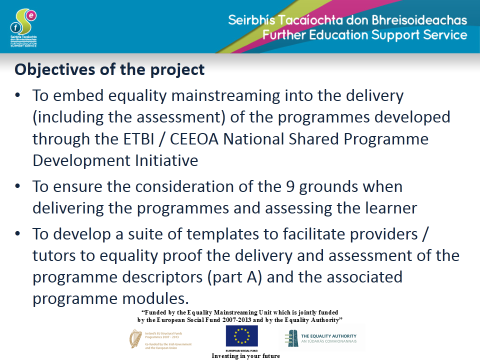 Seirbhís Tacaíochta don Bhreisoideachas
Further Education Support Service
Objectives of the project
• To embed equality mainstreaming into the delivery
(including the assessment) of the programmes developed
through the ETBI / CEEOA National Shared Programme
Development Initiative
• To ensure the consideration of the 9 grounds when
delivering the programmes and assessing the learner
• To develop a suite of templates to facilitate providers /
tutors to equality proof the delivery and assessment of the
programme descriptors (part A) and the associated
programme modules.
“Funded by the Equality Mainstreaming Unit which is jointly funded
by the European Social Fund 2007-2013 and by the Equality Authority”
THE EQUALITY AUTHORITY
EUROPEAN SOCIAL FUND
Investing in your future